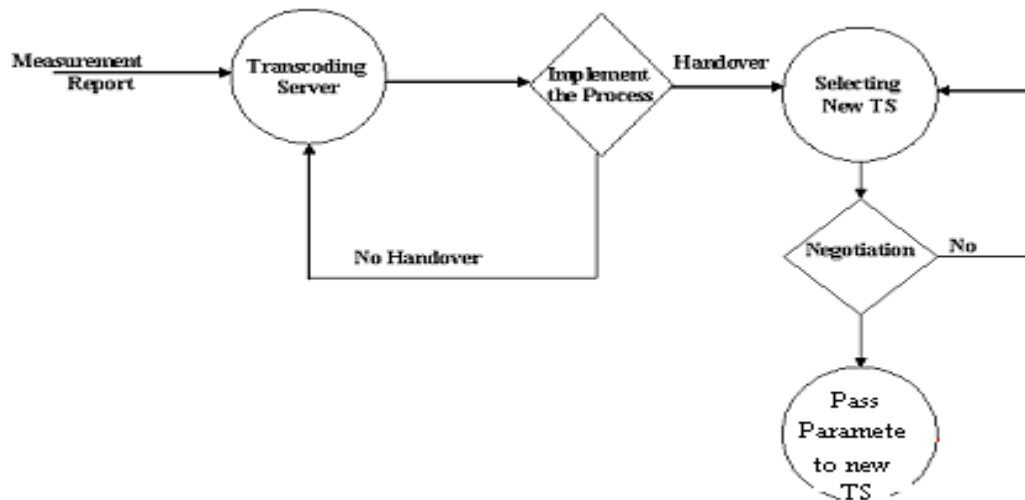 Measurement
Report
Transcoding
Server
Implement
the Process
Handover
Selecting
New TS
No Handover
Negotiation
No
Pass
Paramete
to new
TS